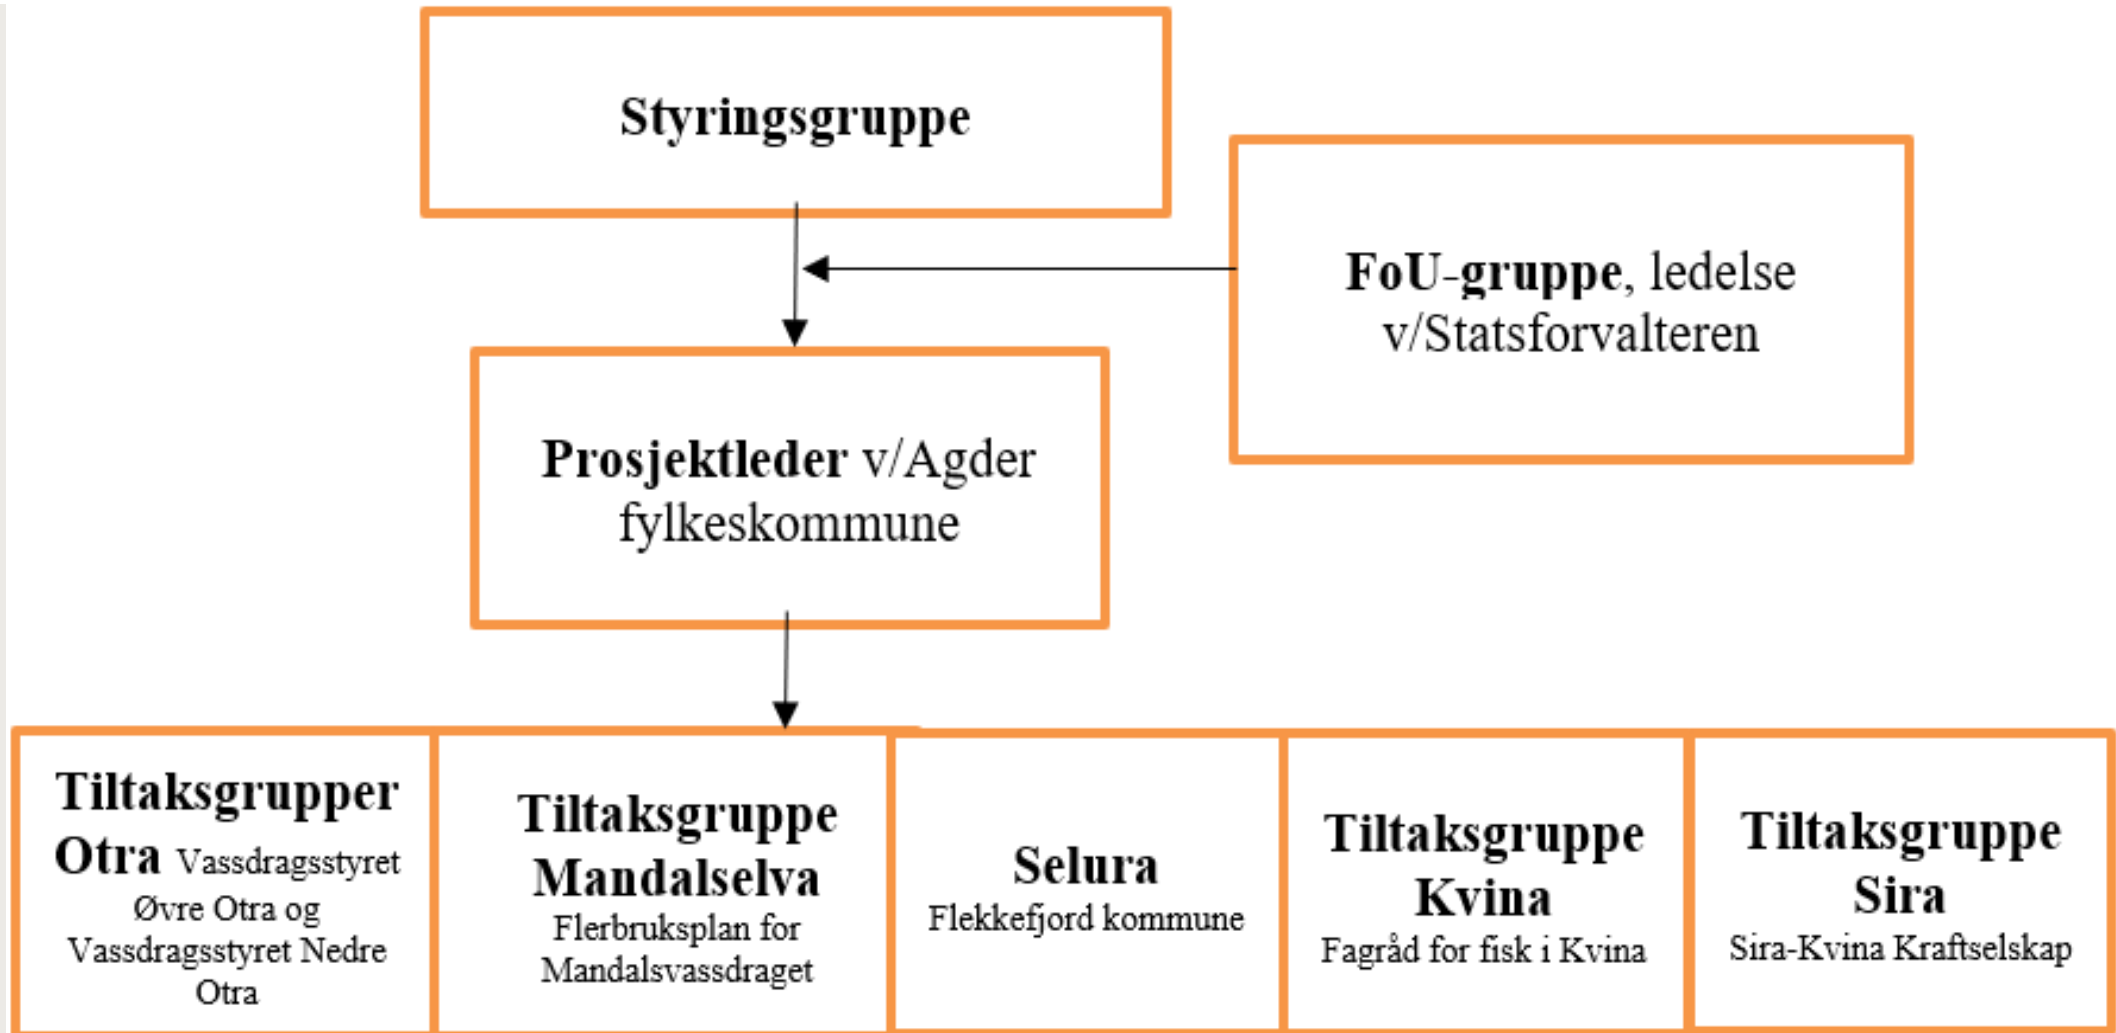 Styringsgruppe
FoU-gruppe, ledelse
v/Statsforvalteren
Prosjektleder v/Agder
fylkeskommune
Tiltaksgrupper
Otra Vassdragsstyret
Øvre Otra og
Vassdragsstyret Nedre
Otra
Tiltaksgruppe
Mandalselva
Flerbruksplan for
Mandalsvassdraget
Selura
Flekkefjord kommune
Tiltaksgruppe
Kvina
Fagråd for fisk i Kvina
Tiltaksgruppe
Sira
Sira-Kvina Kraftselskap